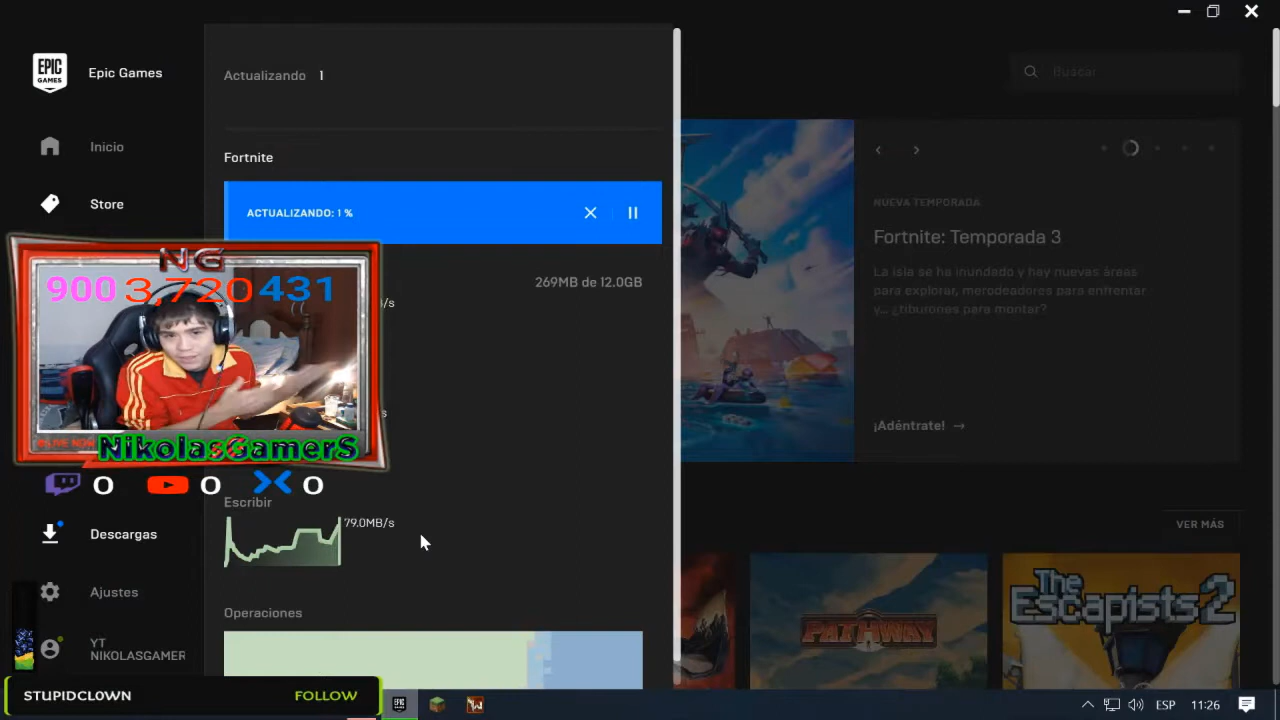 EPIC
GAMES
Epic Games
Inicio
Store
Actualizando 1
Fortnite
ACTUALIZANDO: 1 %
269MB de 12.0GB
/s
NG
900 3,720 431
NikolasGamerS
0 0 0
Escribir
79.0MB/s
Descargas
Ajustes
YT
NIKOLASGAMER
Operaciones
STUPIDCL0WN FOLLOW
Buscar
NUEVA TEMPORADA
Fortnite: Temporada 3
La isla se ha inundado y hay nuevas áreas
para explorar, merodeadores para enfrentar
y... ¿tiburones para montar?
¡Adéntrate! →
VER MÁS
PATHWAY
The
Escapists 2
ESP 11:26